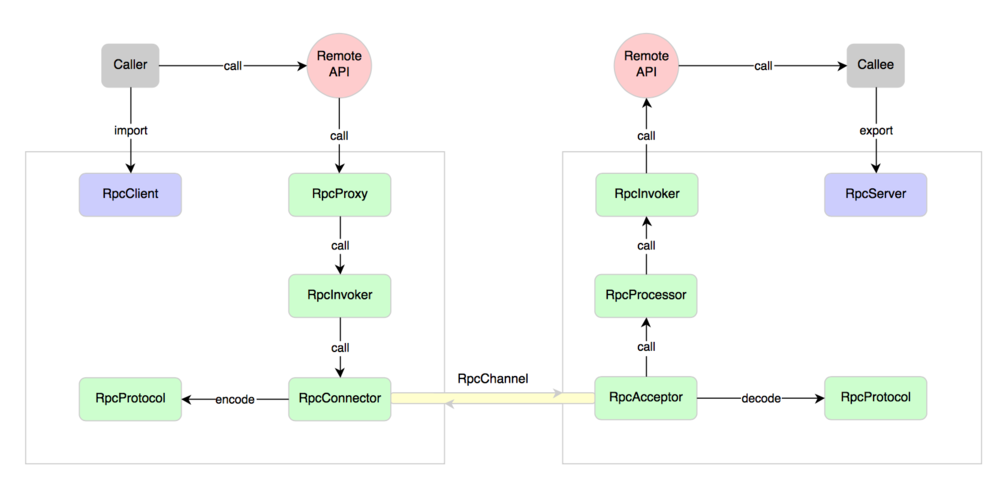 Caller
call
Remote
API
Remote
API
call
Callee
import
call
call
export
RpcClient
RpcProxy
RpcInvoker
RpcServer
call
call
RpcInvoker
RpcProcessor
call
call
RpcChannel
RpcProtocol
encode
RpcConnector
RpcAcceptor
decode
RpcProtocol